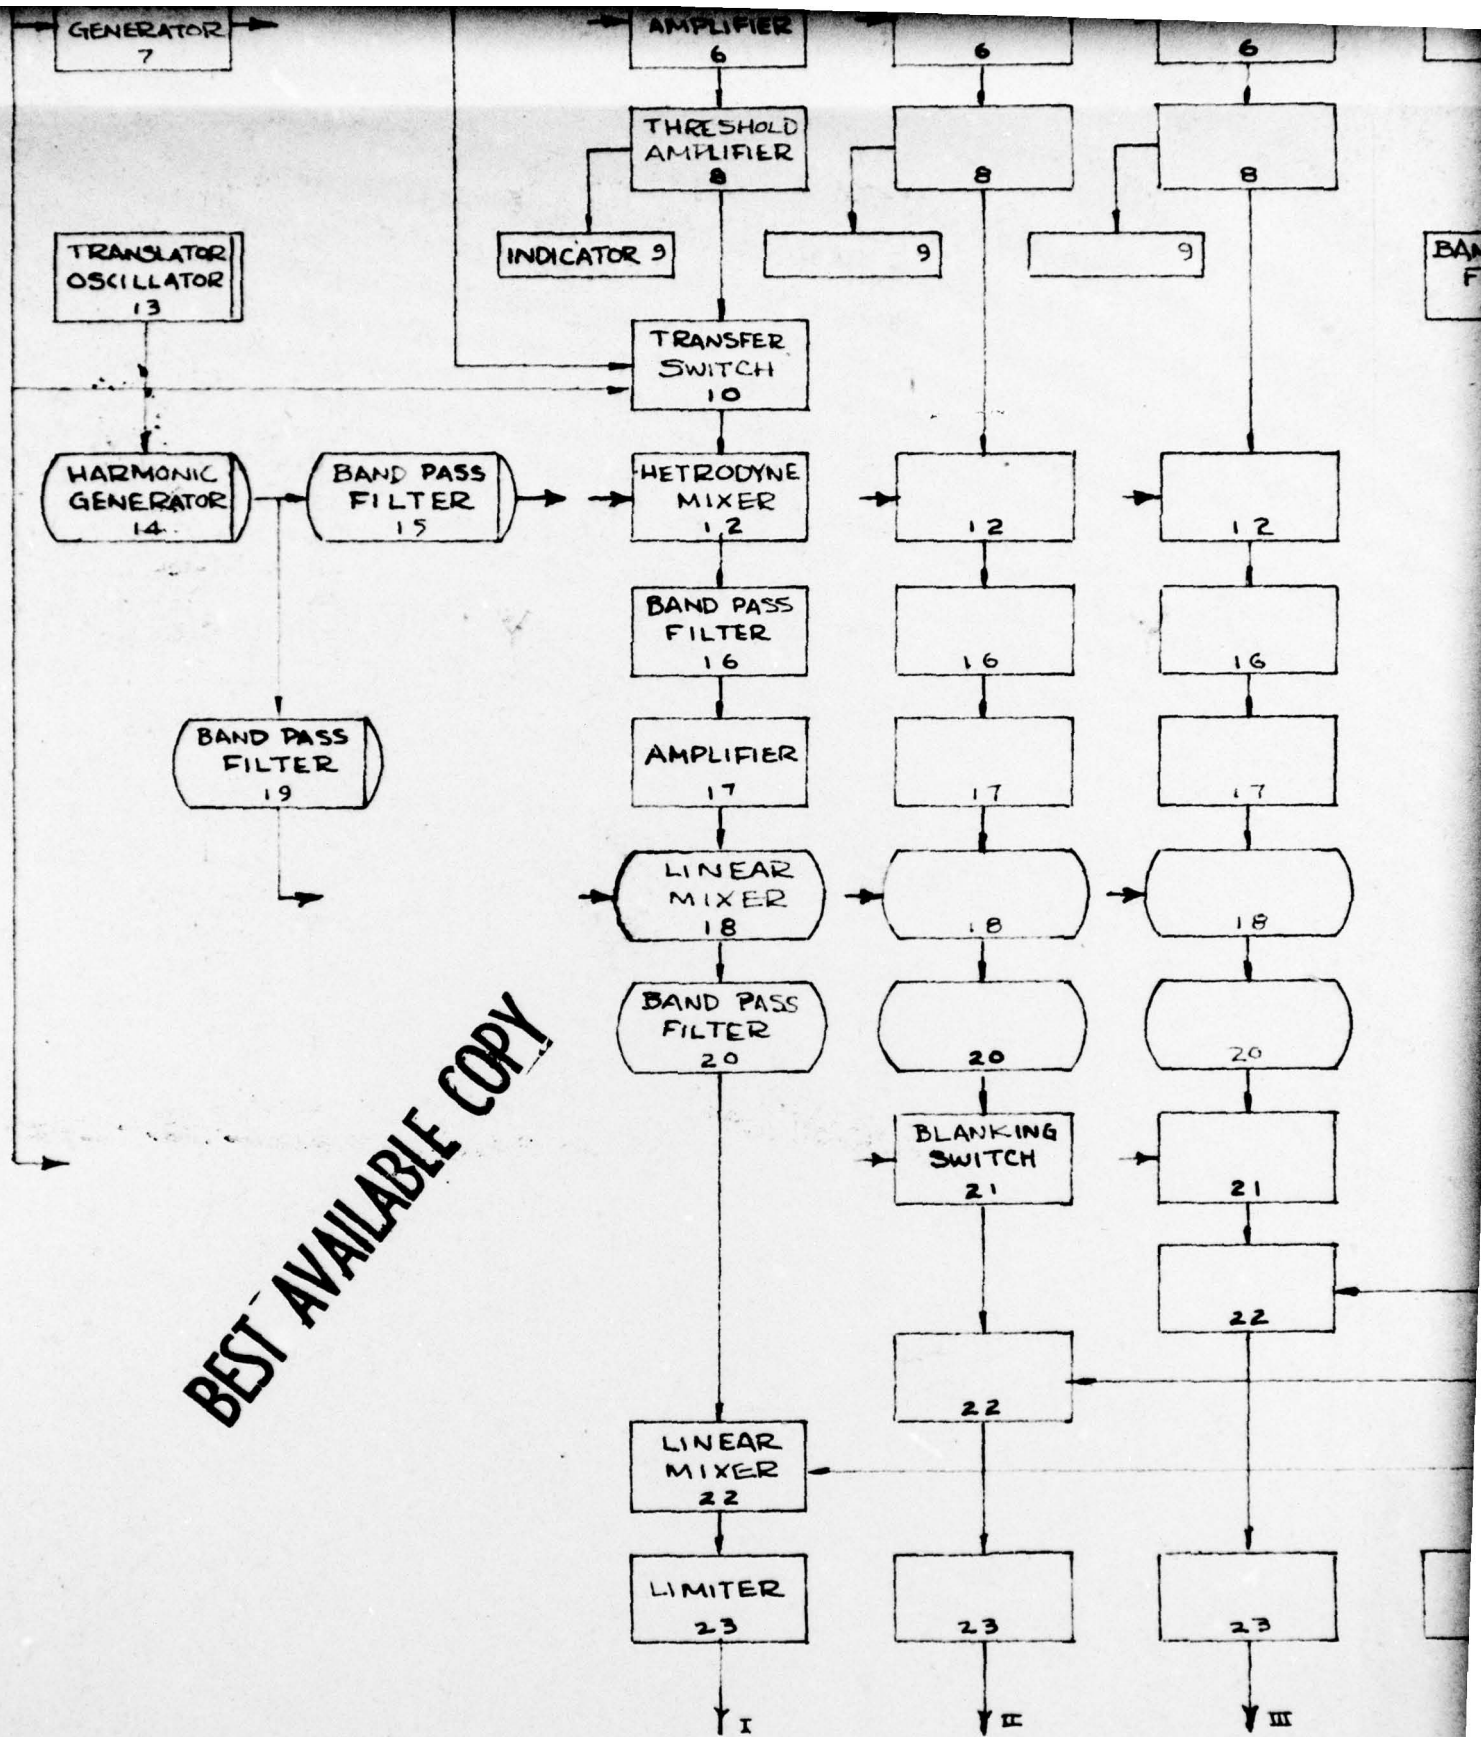 GENERATOR
7
AMPLIFIER
6
6
6
THRESHOLD
AMPLIFIER
8
8
8
TRANSLATOR
OSCILLATOR
13
INDICATOR 9
9
9
BAN
F
TRANSFER
SWITCH
10
HARMONIC
GENERATOR
14
BAND PASS
FILTER
15
HETRODYNE
MIXER
12
12
12
BAND PASS
FILTER
16
16
16
BAND PASS
FILTER
19
AMPLIFIER
17
17
17
LINEAR
MIXER
18
18
18
BAND PASS
FILTER
20
20
20
BLANKING
SWITCH
21
21
BEST AVAILABLE COPY
22
22
LINEAR
MIXER
22
LIMITER
23
23
23
I
II
III